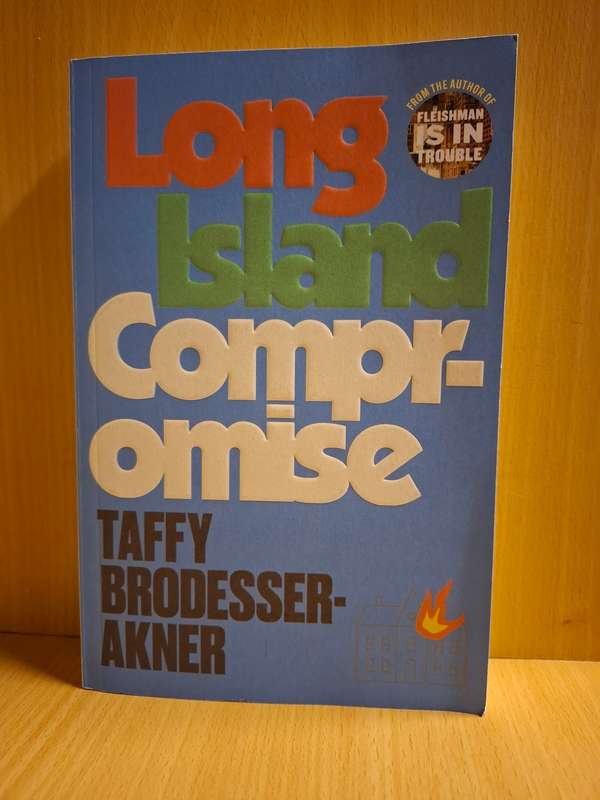 Long
Island
Compr-
omise
FROM THE AUTHOR OF
FLEISHMAN
IS IN
TROUBLE
TAFFY
BRODESSER-
AKNER